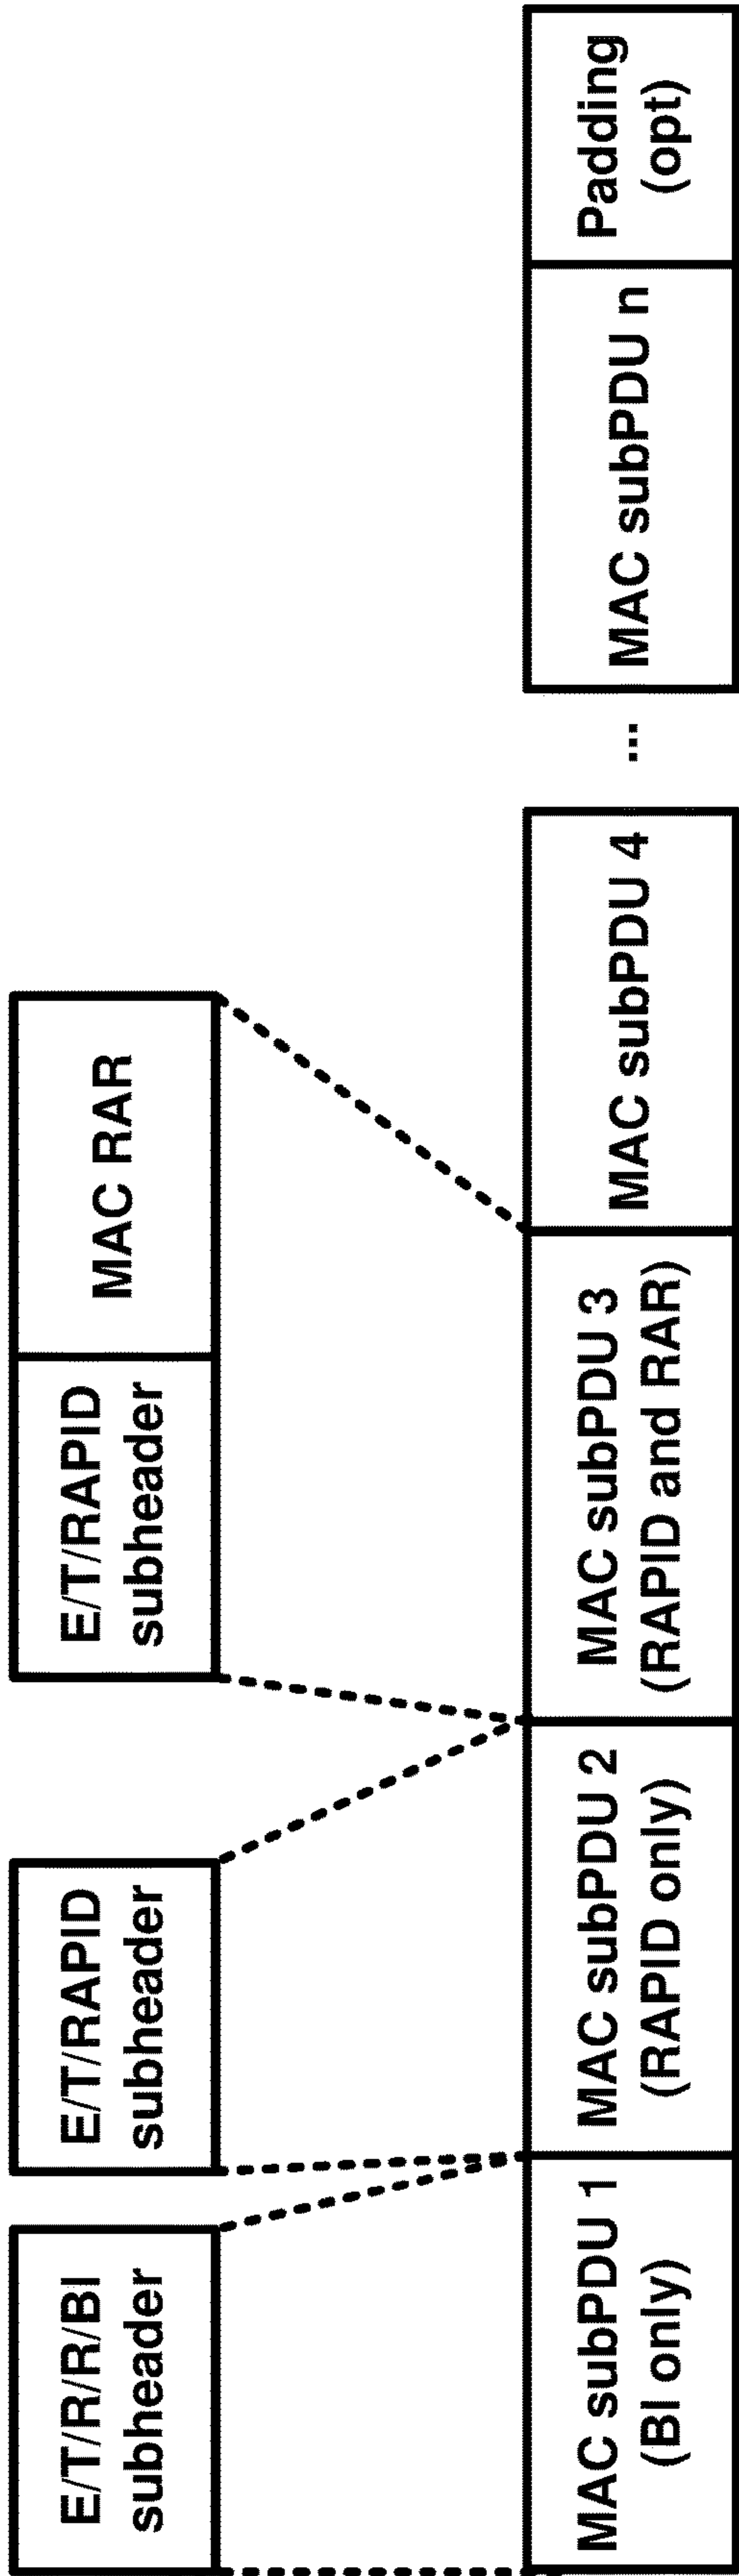 E/T/R/R/BI
subheader
E/T/RAPID
subheader
E/T/RAPID
subheader
MAC RAR
MAC subPDU 1
(BI only)
MAC subPDU 2
(RAPID only)
MAC subPDU 3
(RAPID and RAR)
MAC subPDU 4
...
MAC subPDU n
Padding
(opt)